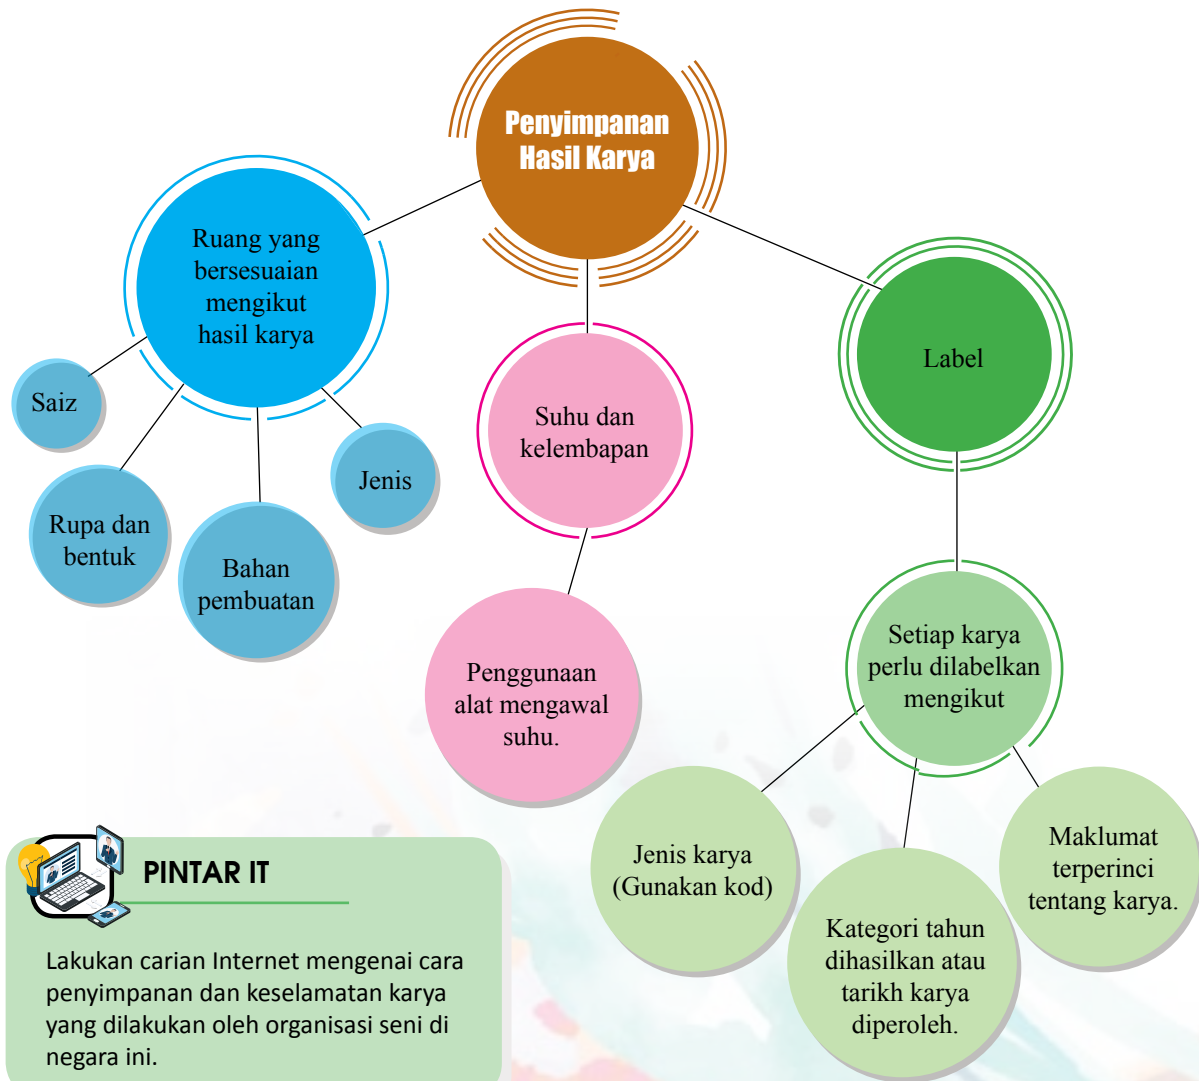 Penyimpanan
Hasil Karya
Ruang yang
bersesuaian
mengikut
hasil karya
Saiz
Rupa dan
bentuk
Bahan
pembuatan
Jenis
Suhu dan
kelembapan
Penggunaan
alat mengawal
suhu.
Label
Setiap karya
perlu dilabelkan
mengikut
Jenis karya
(Gunakan kod)
Kategori tahun
dihasilkan atau
tarikh karya
diperoleh.
Maklumat
terperinci
tentang karya.
PINTAR IT
Lakukan carian Internet mengenai cara
penyimpanan dan keselamatan karya
yang dilakukan oleh organisasi seni di
negara ini.